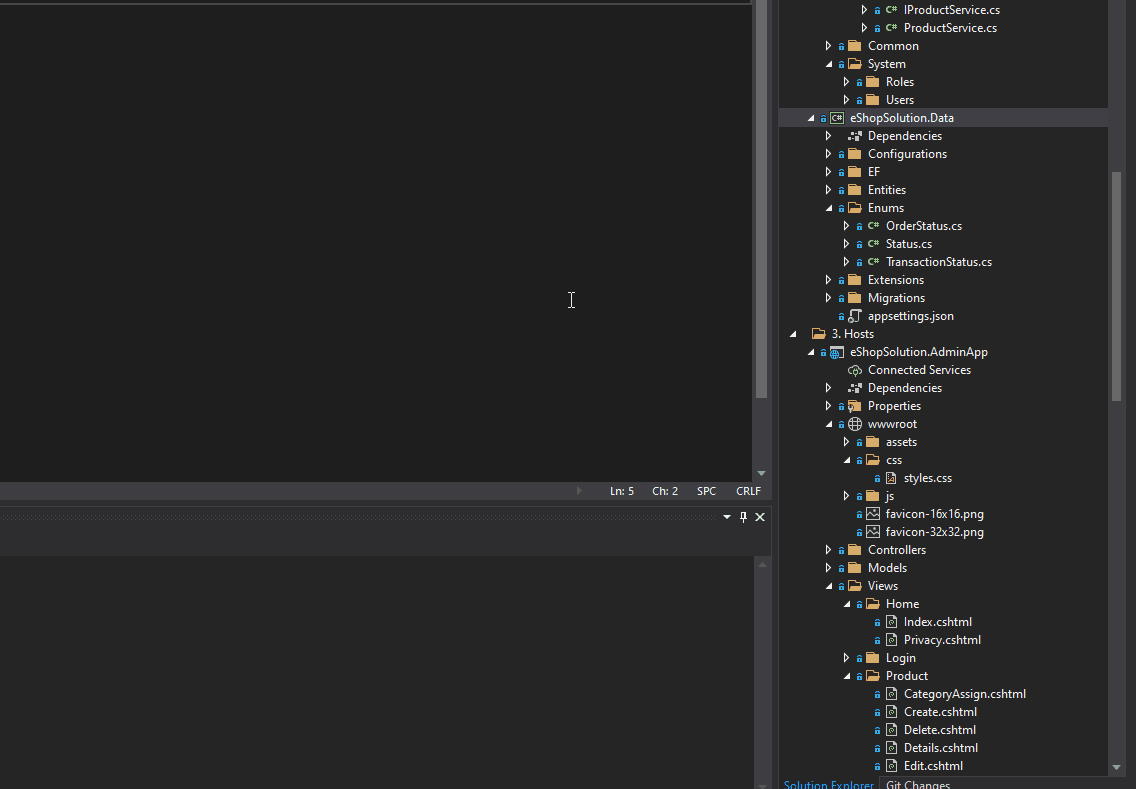 C# IProductService.cs
C# ProductService.cs
Common
System
Roles
Users
C# eShopSolution.Data
Dependencies
Configurations
EF
Entities
Enums
C# OrderStatus.cs
C# Status.cs
C# TransactionStatus.cs
Extensions
Migrations
appsettings.json
3. Hosts
eShopSolution.AdminApp
Connected Services
Dependencies
Properties
wwwroot
assets
css
styles.css
js
favicon-16x16.png
favicon-32x32.png
Controllers
Models
Views
Home
Index.cshtml
Privacy.cshtml
Login
Product
CategoryAssign.cshtml
Create.cshtml
Delete.cshtml
Details.cshtml
Edit.cshtml
Solution Explorer Git Changes
Ln: 5 Ch: 2 SPC CRLF